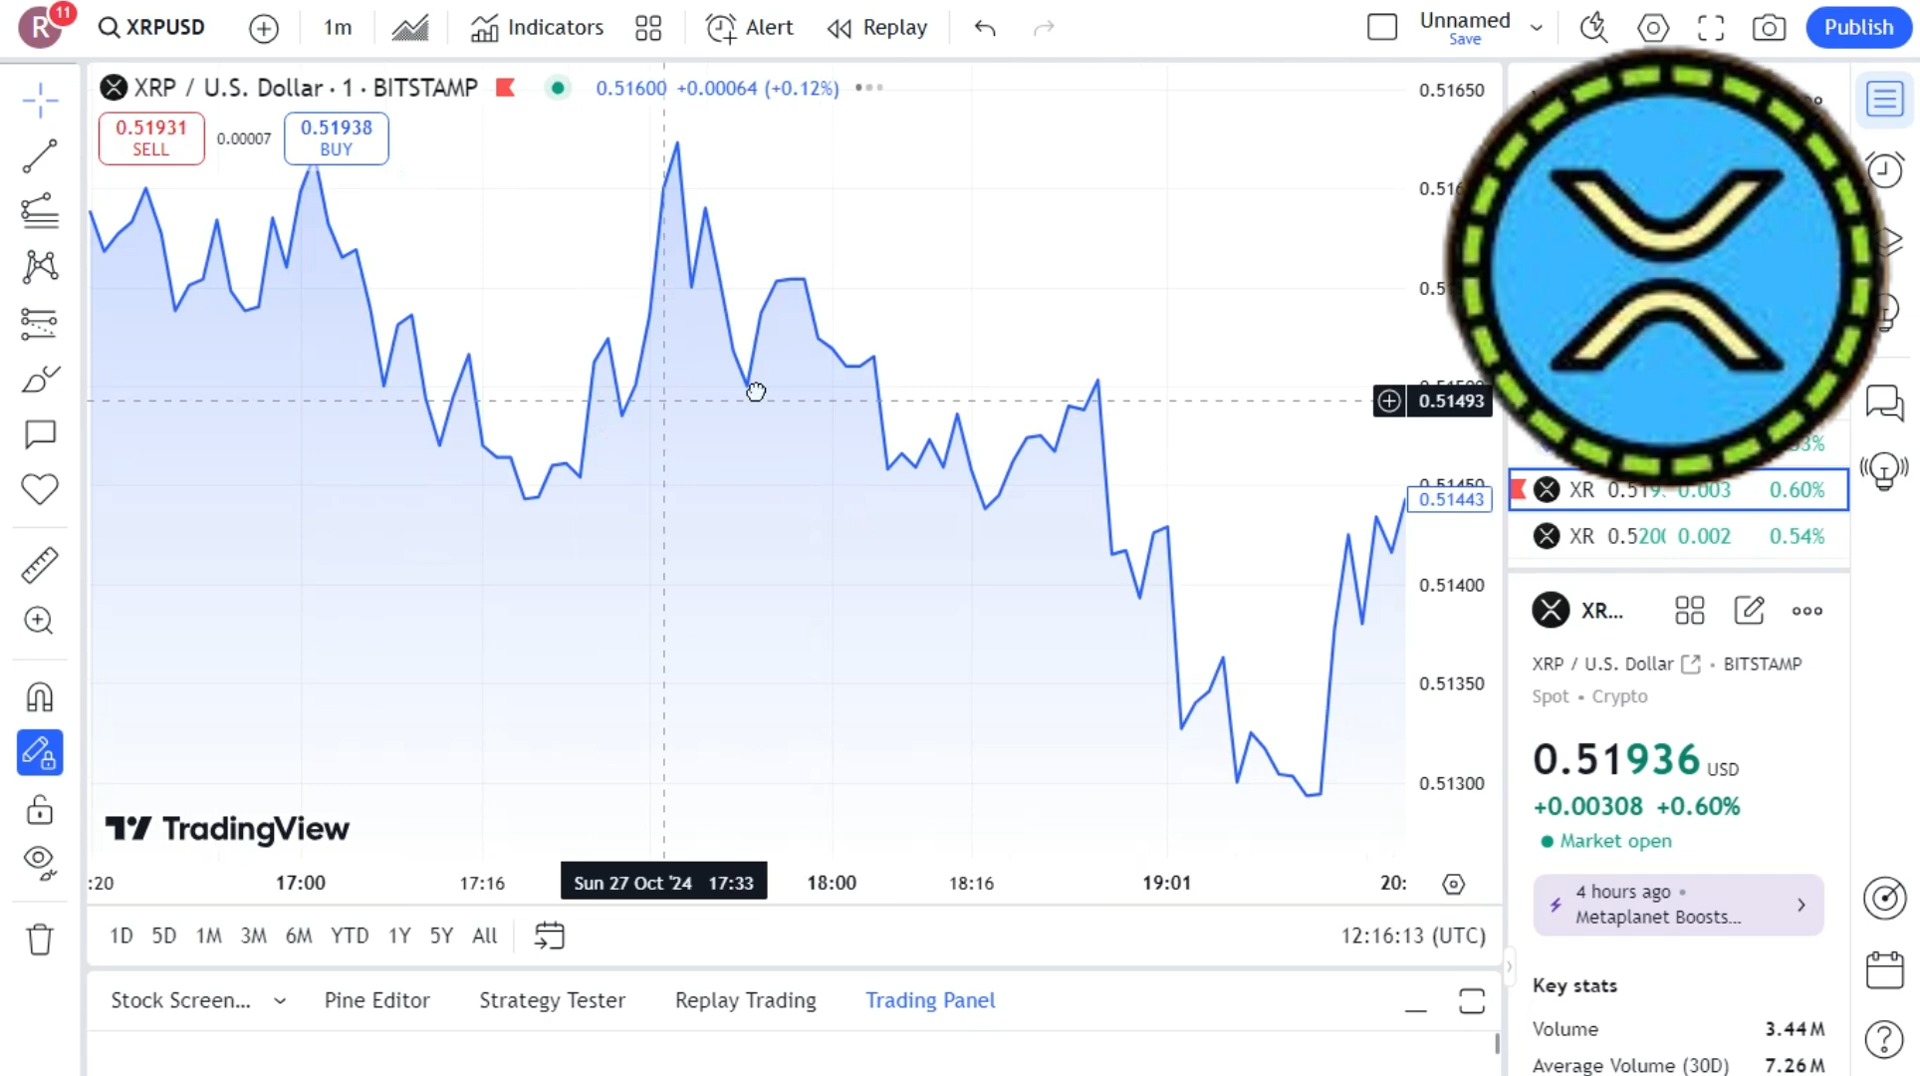 R
11
XRPUSD
1m
Indicators
Alert
Replay
Unnamed
Save
Publish
XRP / U.S. Dollar · 1 · BITSTAMP
0.51600 +0.00064 (+0.12%)
0.51931
SELL
0.00007
0.51938
BUY
0.51650
0.51493
0.51443
0.51400
0.51350
0.51300
XR 0.003 0.60%
XR 0.520 0.002 0.54%
XR...
XRP / U.S. Dollar • BITSTAMP
Spot • Crypto
0.51936 USD
+0.00308 +0.60%
Market open
4 hours ago •
Metaplanet Boosts...
Key stats
Volume 3.44M
Average Volume (30D) 7.26M
TradingView
:20
17:00
17:16
Sun 27 Oct '24 17:33
18:00
18:16
19:01
20:
1D 5D 1M 3M 6M YTD 1Y 5Y All
12:16:13 (UTC)
Stock Screen... Pine Editor Strategy Tester Replay Trading Trading Panel